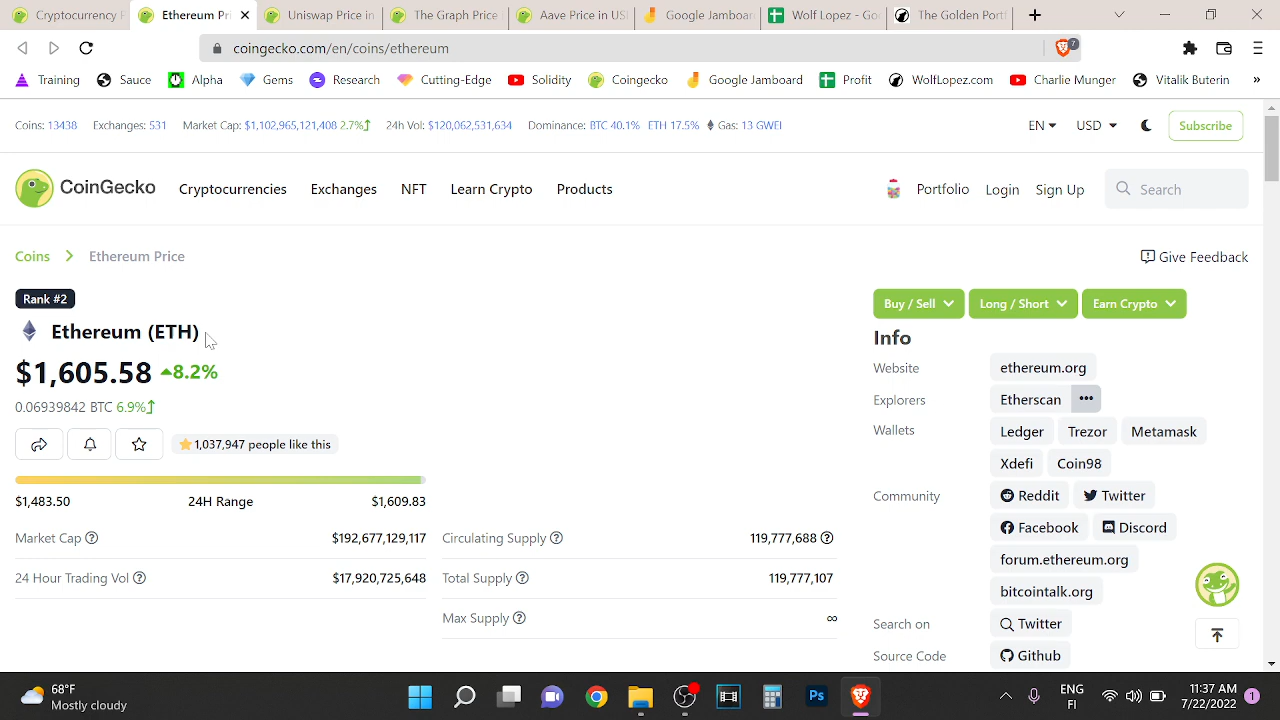 Cryptocurrency P
Ethereum Pri
Uniswap Price in
The Graph Price
Aave Price in US
Google Jamboard
Wolf Lopez - Go
The Golden Portf
coingecko.com/en/coins/ethereum
7
Training Sauce Alpha Gems Research Cutting-Edge Solidity Coingecko Google Jamboard Profit WolfLopez.com Charlie Munger Vitalik Buterin »
Coins: 13438 Exchanges: 531 Market Cap: $1,102,965,121,408 2.7% 24h Vol: $120,062,531,634 Dominance: BTC 40.1% ETH 17.5% Gas: 13 GWEI EN USD Subscribe
CoinGecko Cryptocurrencies Exchanges NFT Learn Crypto Products Portfolio Login Sign Up Search
Coins Ethereum Price Give Feedback
Rank #2
Ethereum (ETH)
$1,605.58 8.2%
0.06939842 BTC 6.9%
1,037,947 people like this
$1,483.50 24H Range $1,609.83
Market Cap $192,677,129,117
24 Hour Trading Vol $17,920,725,648
Circulating Supply 119,777,688
Total Supply 119,777,107
Max Supply ∞
Buy / Sell Long / Short Earn Crypto
Info
Website ethereum.org
Explorers Etherscan •••
Wallets Ledger Trezor Metamask
Xdefi Coin98
Community Reddit Twitter
Facebook Discord
forum.ethereum.org
bitcointalk.org
Search on Twitter
Source Code Github
68°F
Mostly cloudy
Ps
ENG
FI
11:37 AM
7/22/2022
1